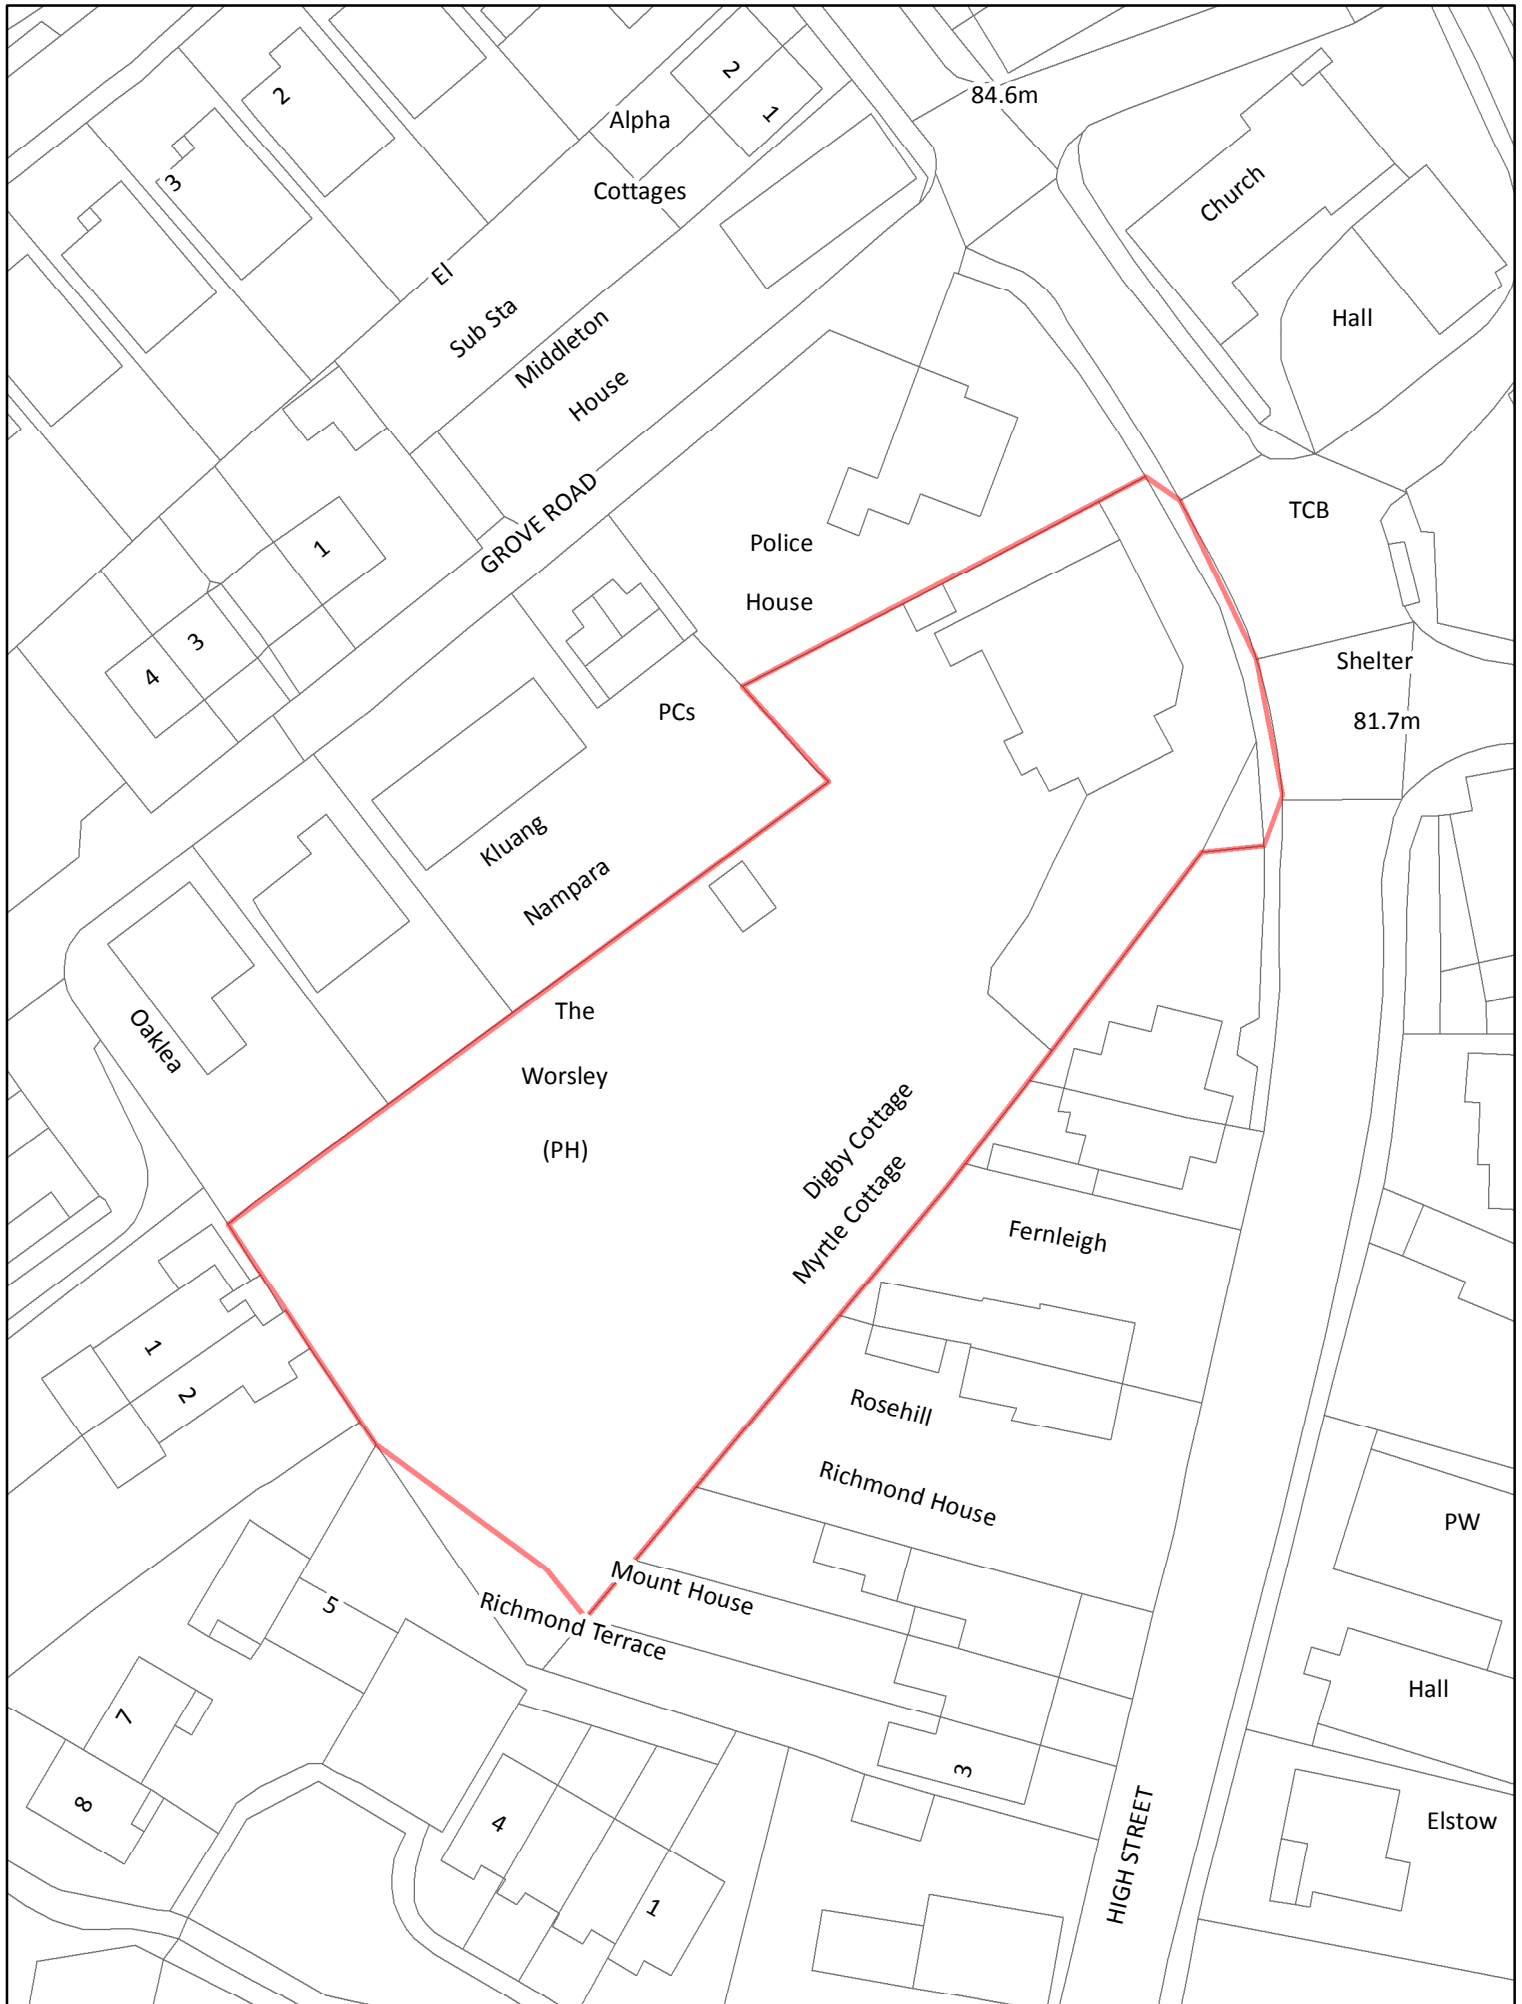 2
84.6m
2
1
Alpha
3
Cottages
Church
El
Sub Sta
Hall
Middleton
House
GROVE ROAD
TCB
1
Police
House
3
4
Shelter
PCs
81.7m
Kluang
Nampara
The
Oaklea
Worsley
(PH)
Digby Cottage
Myrtle Cottage
Fernleigh
1
2
Rosehill
Richmond House
PW
Mount House
5
Richmond Terrace
Hall
7
3
8
4
Elstow
HIGH STREET
1